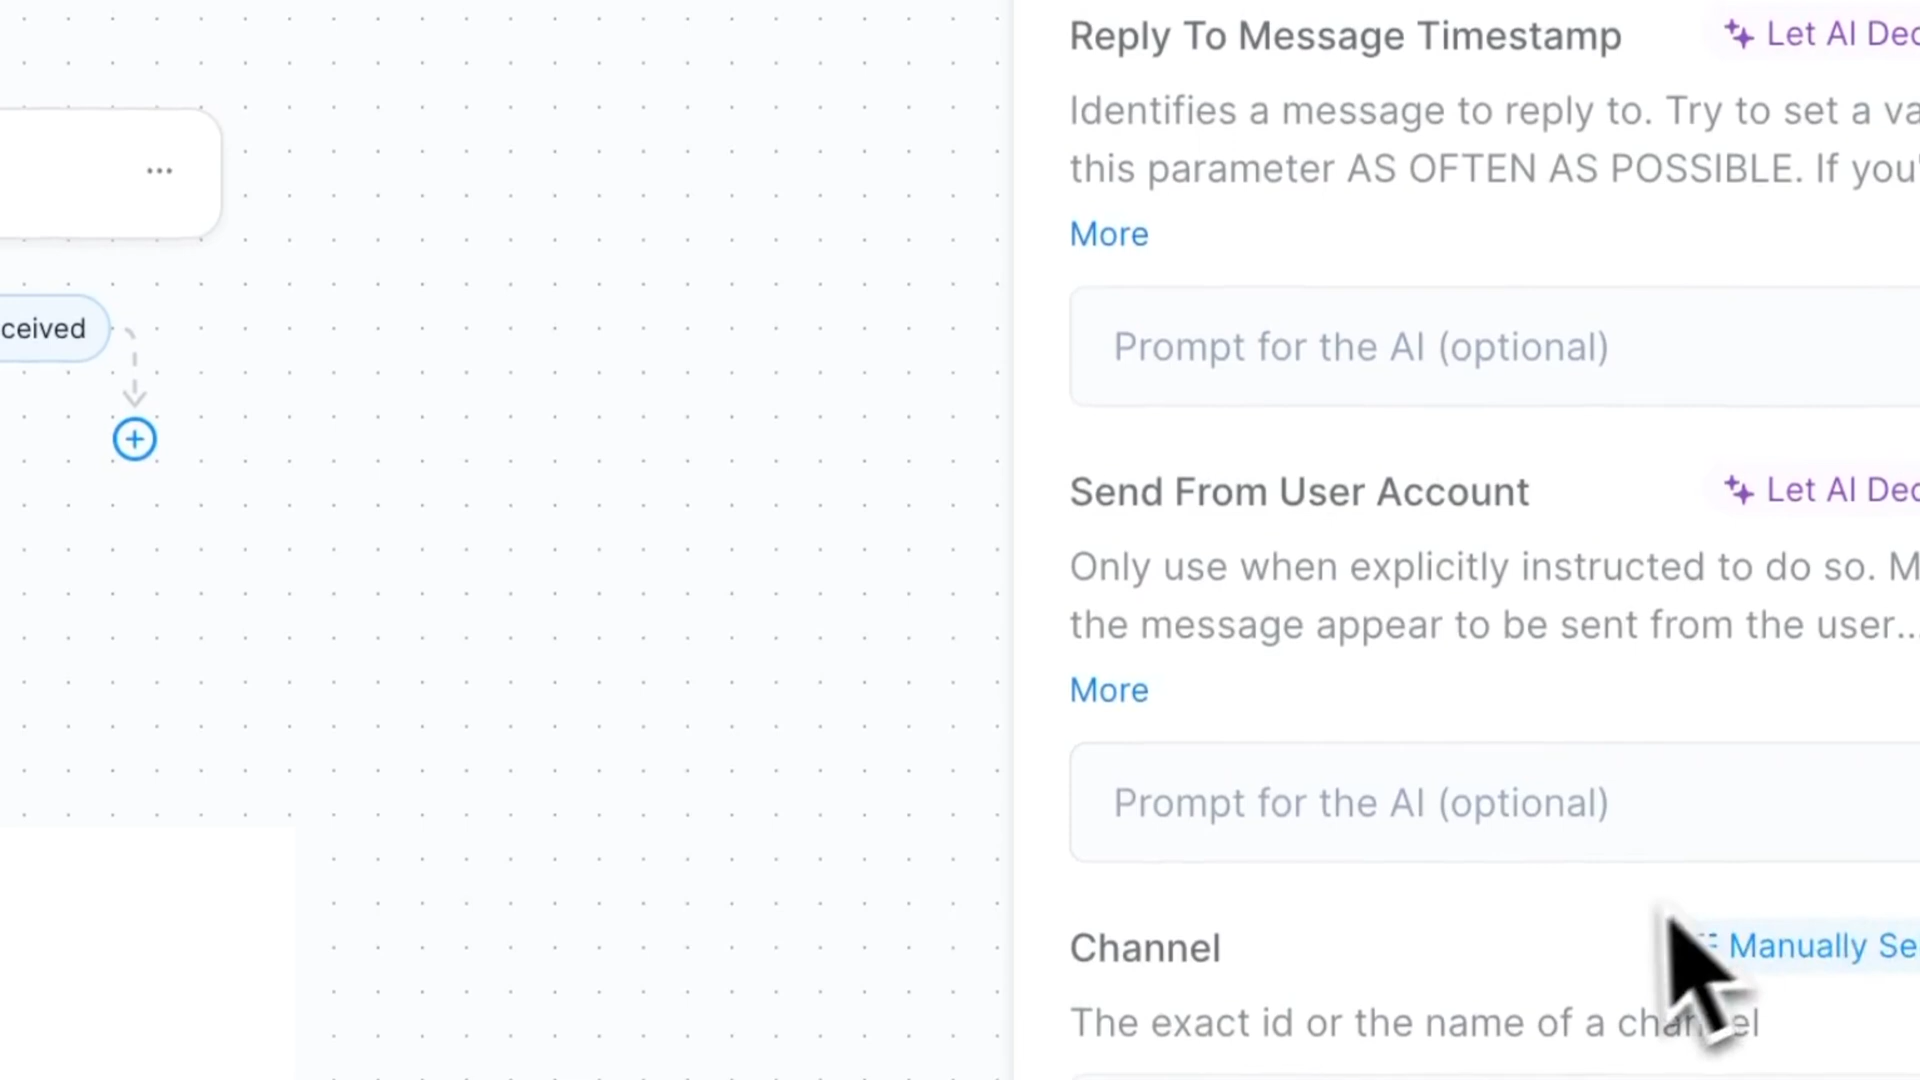 Reply To Message Timestamp
Let AI Dec
Identifies a message to reply to. Try to set a va
this parameter AS OFTEN AS POSSIBLE. If you'
More
ceived
Prompt for the AI (optional)
Send From User Account
Let AI Dec
Only use when explicitly instructed to do so. M
the message appear to be sent from the user...
More
Prompt for the AI (optional)
Channel
Manually Se
The exact id or the name of a channel